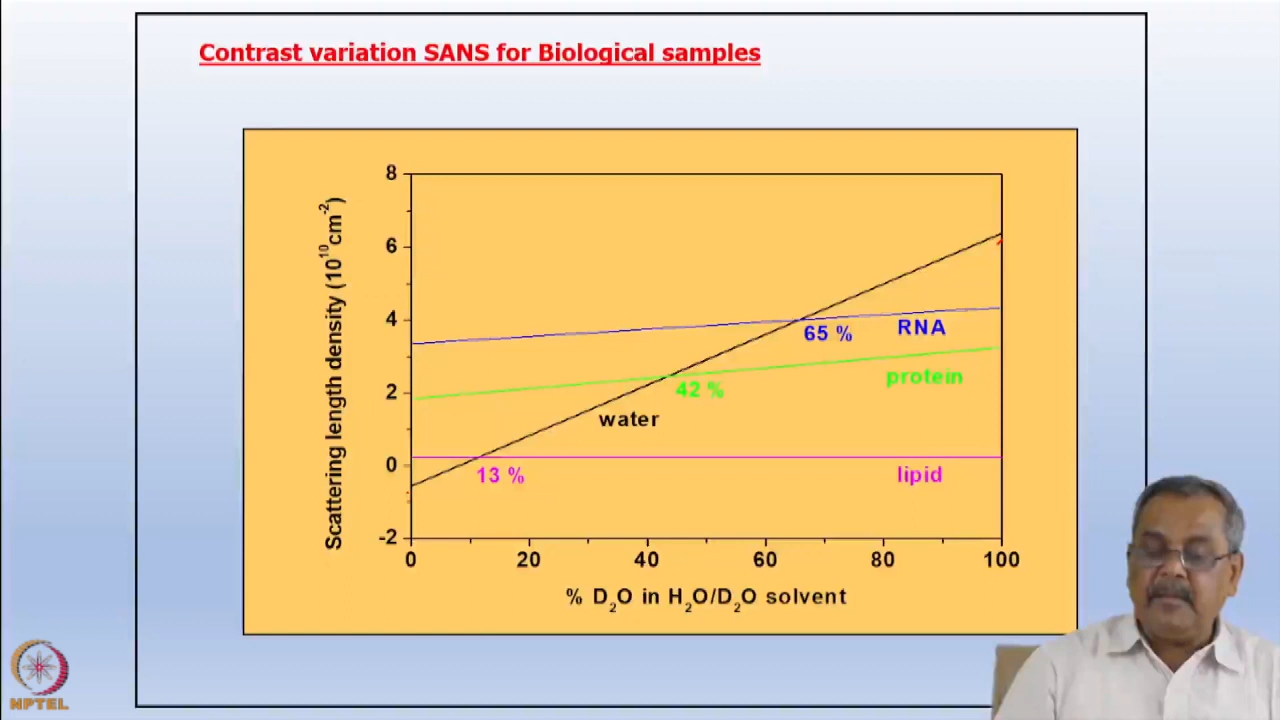 Contrast variation SANS for Biological samples
Scattering length density (10¹⁰cm⁻²)
8
6
4
2
0
-2
RNA
65 %
protein
42 %
water
13 %
lipid
0 20 40 60 80 100
% D₂O in H₂O/D₂O solvent
NPTEL